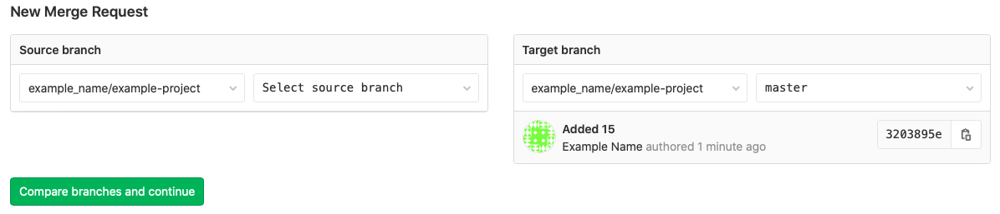 New Merge Request
Source branch
example_name/example-project
Select source branch
Target branch
example_name/example-project
master
Added 15
Example Name authored 1 minute ago
3203895e
Compare branches and continue